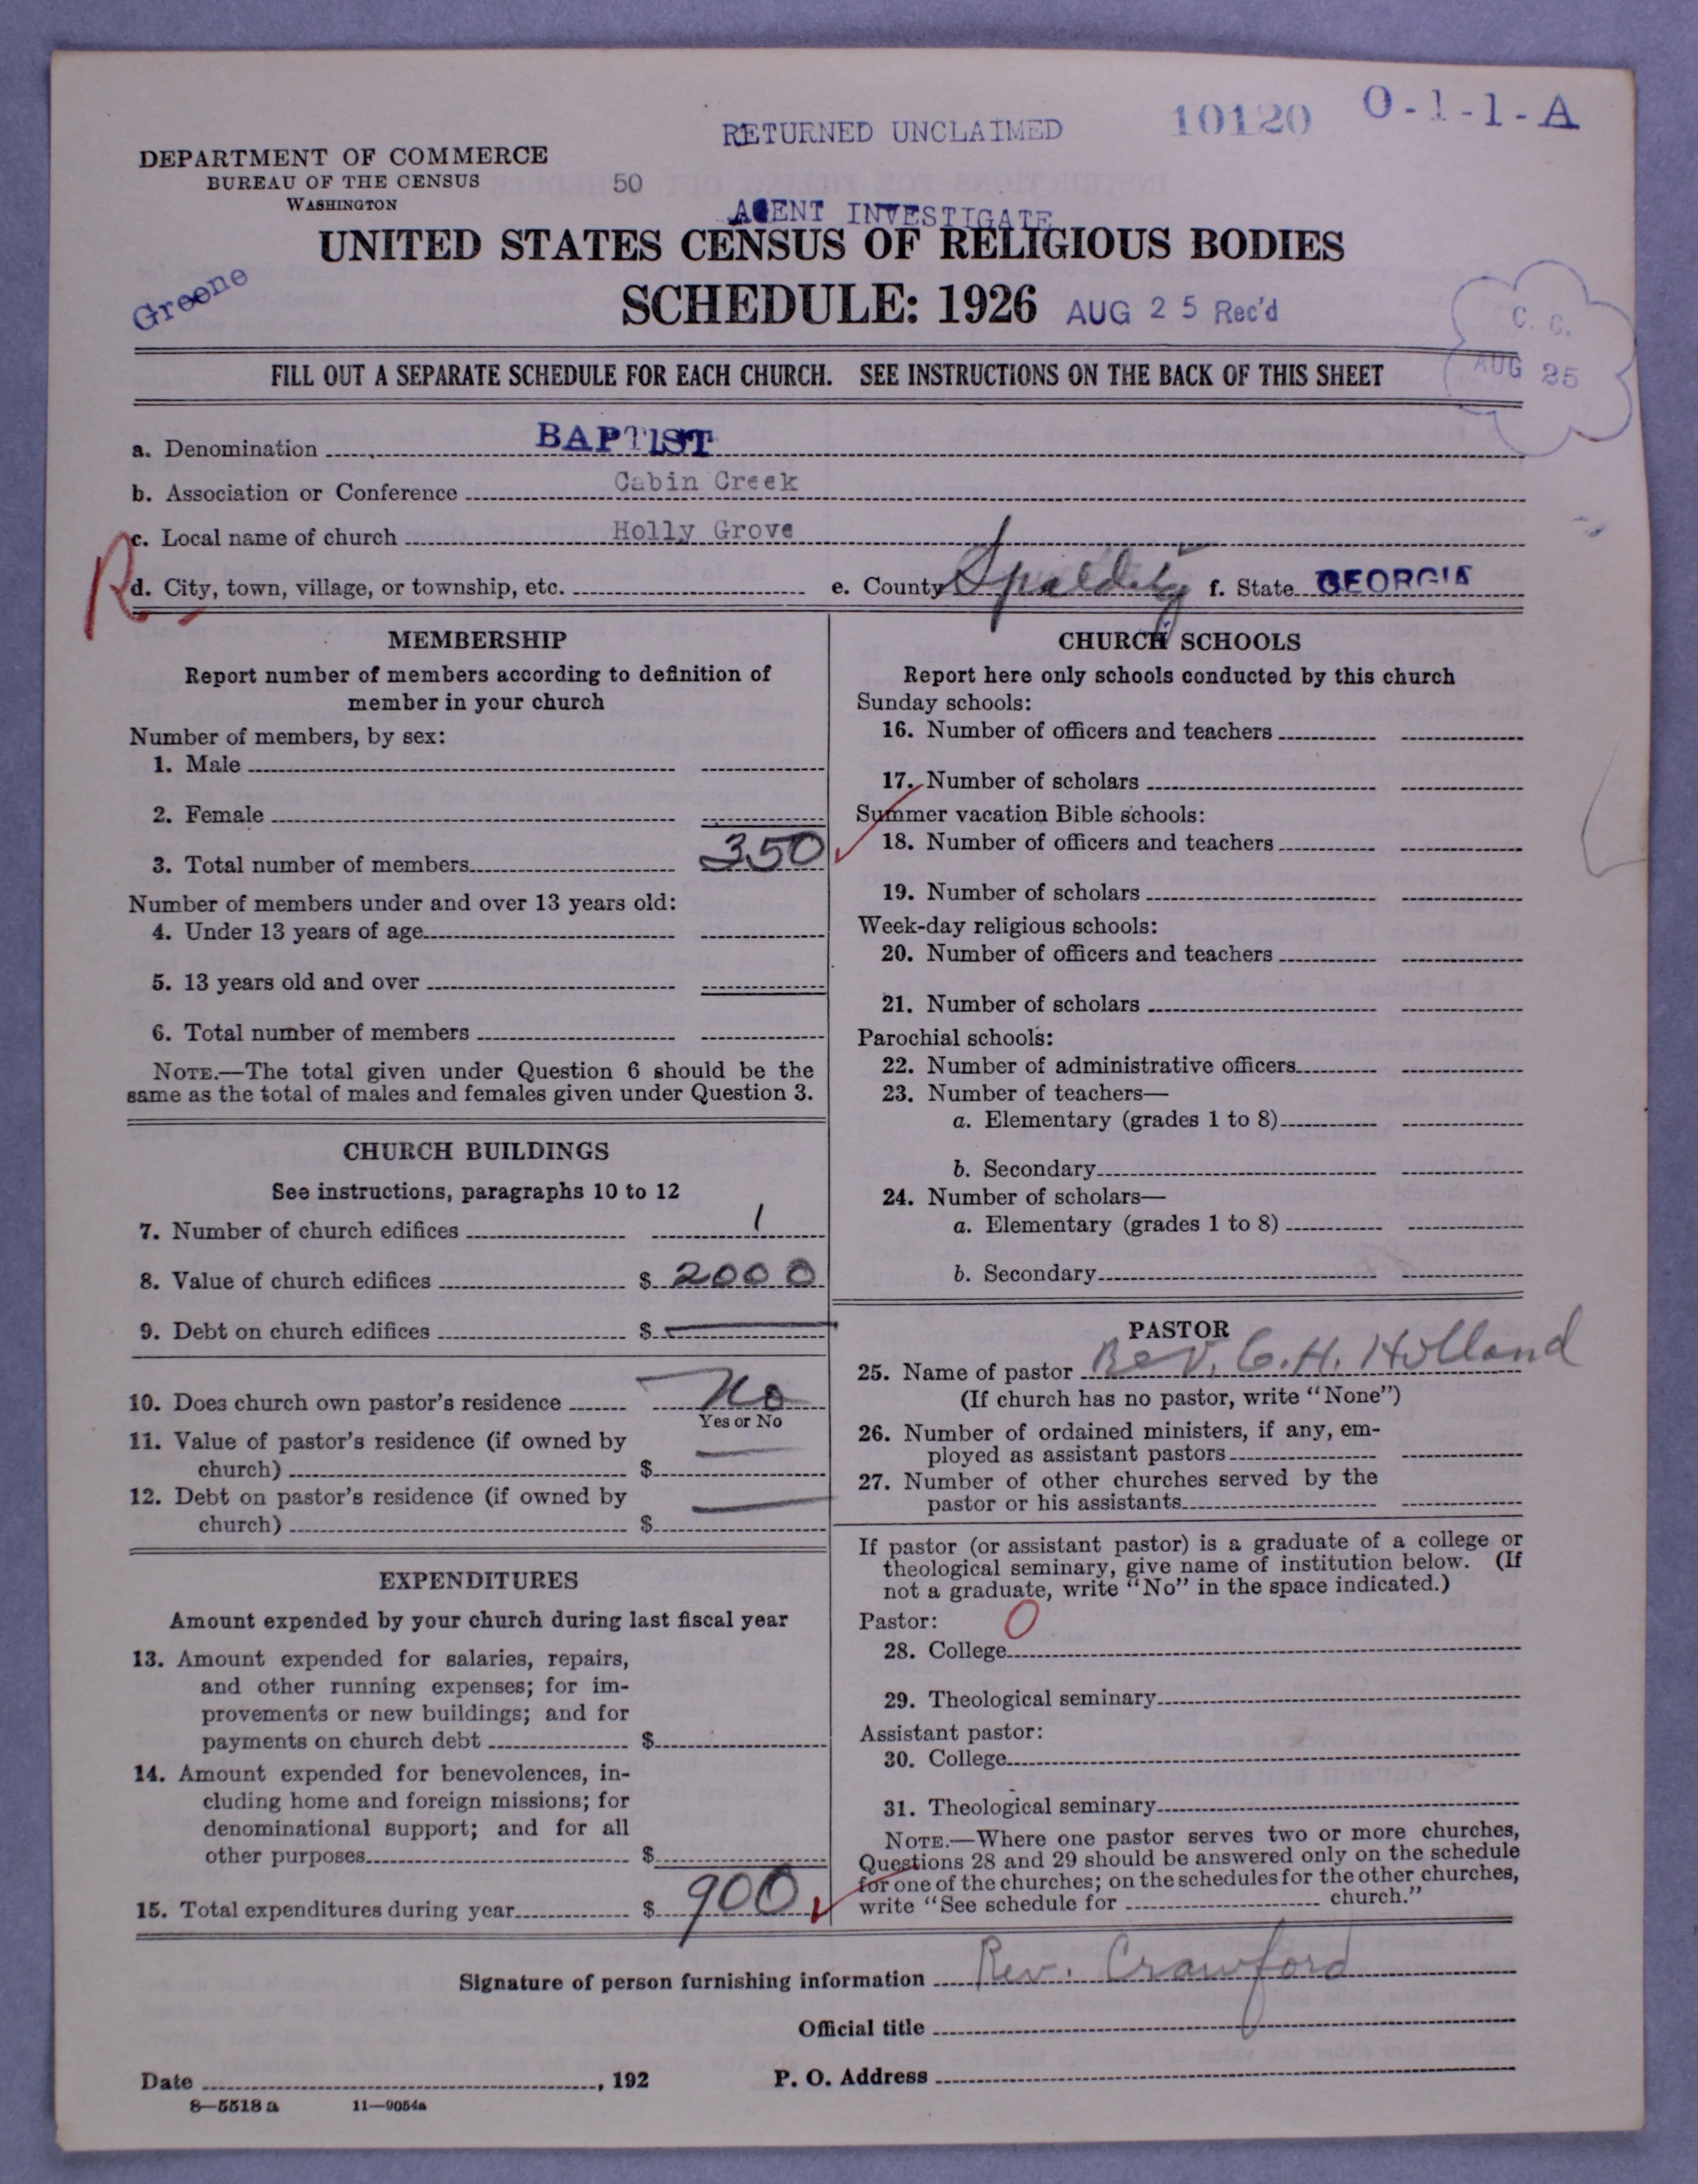 RETURNED UNCLAIMED
10120
O-1-1-A
DEPARTMENT OF COMMERCE
BUREAU OF THE CENSUS
WASHINGTON
50
AGENT INVESTIGATE
UNITED STATES CENSUS OF RELIGIOUS BODIES
Greene
SCHEDULE: 1926 AUG 25 Rec'd
C. C.
AUG 25
FILL OUT A SEPARATE SCHEDULE FOR EACH CHURCH. SEE INSTRUCTIONS ON THE BACK OF THIS SHEET
a. Denomination BAPTIST
b. Association or Conference Cabin Creek
c. Local name of church Holly Grove
R
d. City, town, village, or township, etc. e. County Spalding f. State GEORGIA
MEMBERSHIP
Report number of members according to definition of
member in your church
Number of members, by sex:
1. Male
2. Female
3. Total number of members 350
Number of members under and over 13 years old:
4. Under 13 years of age
5. 13 years old and over
6. Total number of members
NOTE.—The total given under Question 6 should be the
same as the total of males and females given under Question 3.
CHURCH BUILDINGS
See instructions, paragraphs 10 to 12
7. Number of church edifices 1
8. Value of church edifices $ 2000
9. Debt on church edifices $
10. Does church own pastor's residence No
Yes or No
11. Value of pastor's residence (if owned by
church) $
12. Debt on pastor's residence (if owned by
church) $
EXPENDITURES
Amount expended by your church during last fiscal year
13. Amount expended for salaries, repairs,
and other running expenses; for im-
provements or new buildings; and for
payments on church debt $
14. Amount expended for benevolences, in-
cluding home and foreign missions; for
denominational support; and for all
other purposes $
15. Total expenditures during year $ 900
CHURCH SCHOOLS
Report here only schools conducted by this church
Sunday schools:
16. Number of officers and teachers
17. Number of scholars
Summer vacation Bible schools:
18. Number of officers and teachers
19. Number of scholars
Week-day religious schools:
20. Number of officers and teachers
21. Number of scholars
Parochial schools:
22. Number of administrative officers
23. Number of teachers—
a. Elementary (grades 1 to 8)
b. Secondary
24. Number of scholars—
a. Elementary (grades 1 to 8)
b. Secondary
PASTOR
25. Name of pastor Rev. C. H. Holland
(If church has no pastor, write "None")
26. Number of ordained ministers, if any, em-
ployed as assistant pastors
27. Number of other churches served by the
pastor or his assistants
If pastor (or assistant pastor) is a graduate of a college or
theological seminary, give name of institution below. (If
not a graduate, write "No" in the space indicated.)
Pastor: 0
28. College
29. Theological seminary
Assistant pastor:
30. College
31. Theological seminary
NOTE.—Where one pastor serves two or more churches,
Questions 28 and 29 should be answered only on the schedule
for one of the churches; on the schedules for the other churches,
write "See schedule for church."
Signature of person furnishing information Rev. Crawford
Official title
Date , 192 P. O. Address
8—5518 a 11—9054a